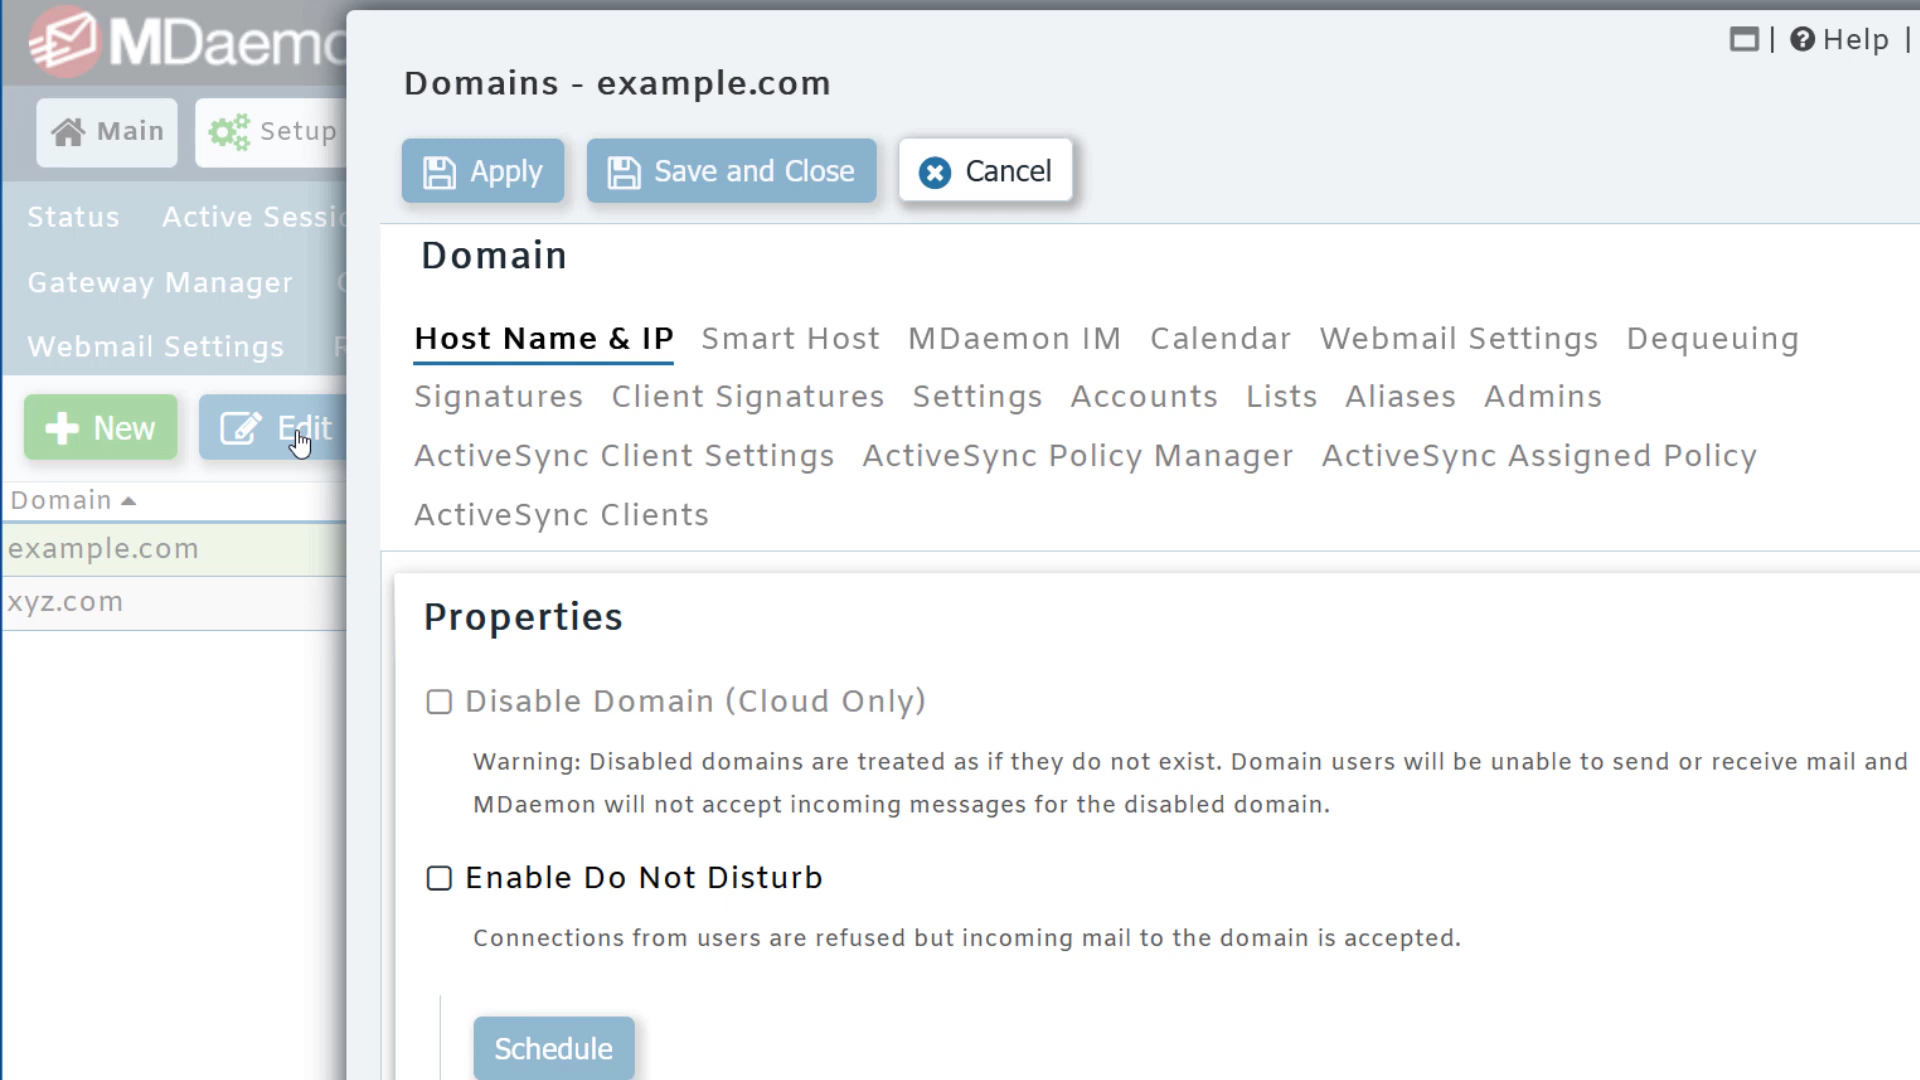 MDaemo
| Help |
Domains - example.com
Main
Setup
Apply
Save and Close
Cancel
Status
Active Sessio
Domain
Gateway Manager
Host Name & IP Smart Host MDaemon IM Calendar Webmail Settings Dequeuing
Webmail Settings
Signatures Client Signatures Settings Accounts Lists Aliases Admins
New
Edit
ActiveSync Client Settings ActiveSync Policy Manager ActiveSync Assigned Policy
Domain
ActiveSync Clients
example.com
xyz.com
Properties
Disable Domain (Cloud Only)
Warning: Disabled domains are treated as if they do not exist. Domain users will be unable to send or receive mail and
MDaemon will not accept incoming messages for the disabled domain.
Enable Do Not Disturb
Connections from users are refused but incoming mail to the domain is accepted.
Schedule